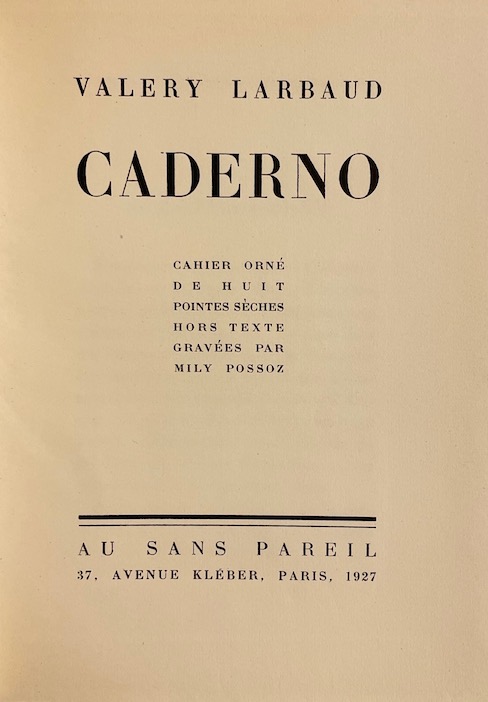 VALERY LARBAUD
CADERNO
CAHIER ORNÉ
DE HUIT
POINTES SÈCHES
HORS TEXTE
GRAVÉES PAR
MILY POSSOZ
AU SANS PAREIL
37, AVENUE KLÉBER, PARIS, 1927